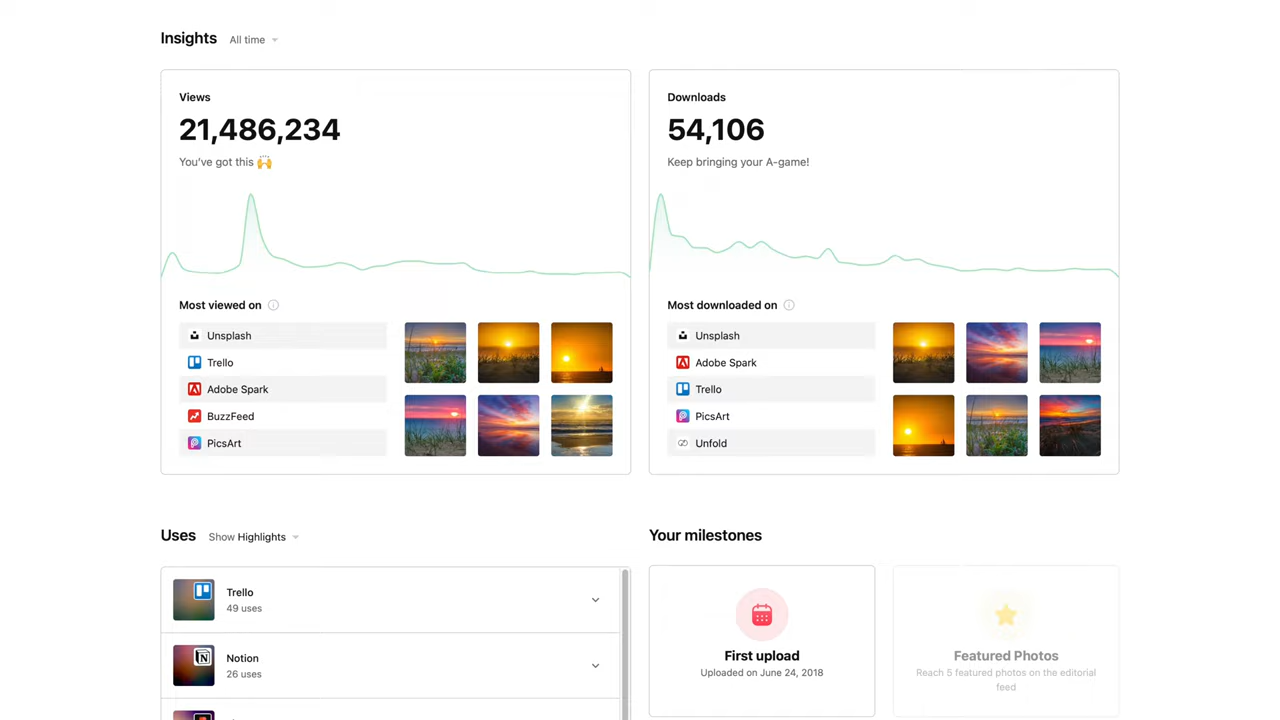 Insights All time
Views
21,486,234
You've got this 🙌
Most viewed on
Unsplash
Trello
Adobe Spark
BuzzFeed
PicsArt
Downloads
54,106
Keep bringing your A-game!
Most downloaded on
Unsplash
Adobe Spark
Trello
PicsArt
Unfold
Uses Show Highlights
Trello
49 uses
Notion
26 uses
Your milestones
First upload
Uploaded on June 24, 2018
Featured Photos
Reach 5 featured photos on the editorial
feed